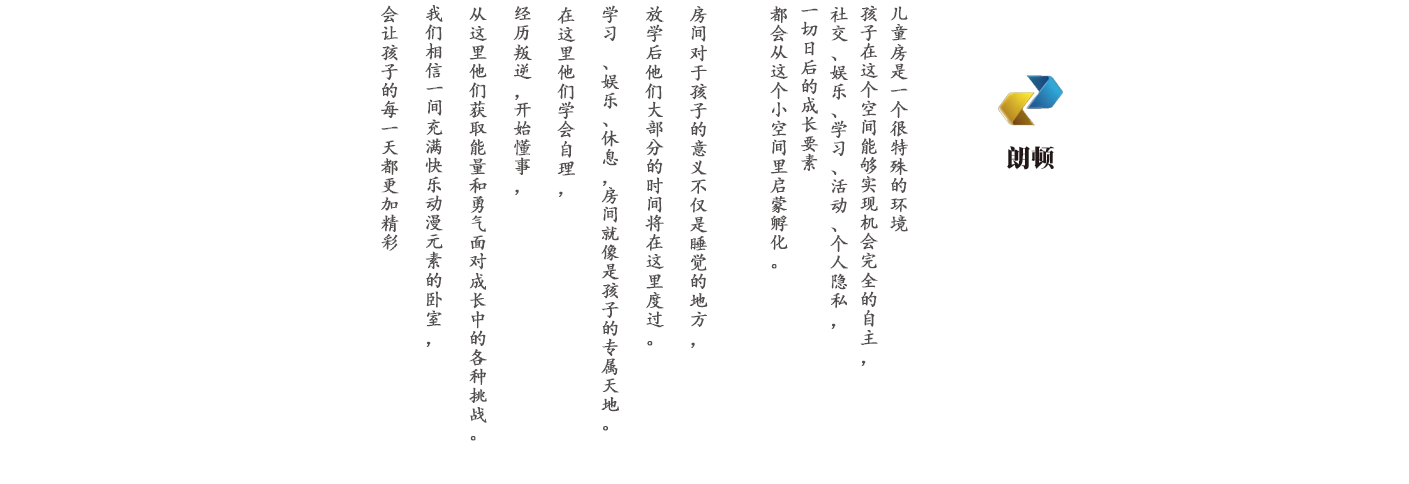 朗顿
儿童房是一个很特殊的环境
孩子在这个空间能够实现机会完全的自主，
社交、娱乐、学习、活动、个人隐私，
一切日后的成长要素
都会从这个小空间里启蒙孵化。
房间对于孩子的意义不仅是睡觉的地方，
放学后他们大部分的时间将在这里度过。
学习、娱乐、休息，房间就像是孩子的专属天地。
在这里他们学会自理，
经历叛逆，开始懂事，
从这里他们获取能量和勇气面对成长中的各种挑战。
我们相信一间充满快乐动漫元素的卧室，
会让孩子的每一天都更加精彩